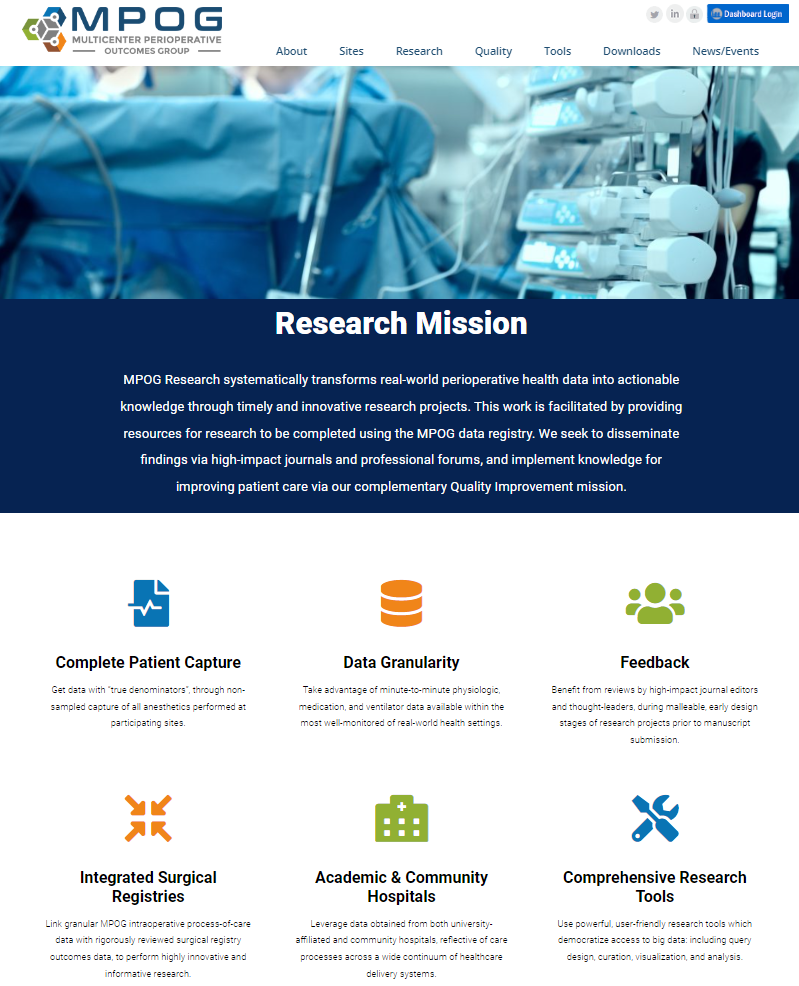 MPOG
MULTICENTER PERIOPERATIVE
OUTCOMES GROUP
in
Dashboard Login
About
Sites
Research
Quality
Tools
Downloads
News/Events
Research Mission
MPOG Research systematically transforms real-world perioperative health data into actionable
knowledge through timely and innovative research projects. This work is facilitated by providing
resources for research to be completed using the MPOG data registry. We seek to disseminate
findings via high-impact journals and professional forums, and implement knowledge for
improving patient care via our complementary Quality Improvement mission.
Complete Patient Capture
Get data with "true denominators", through non-
sampled capture of all anesthetics performed at
participating sites.
Data Granularity
Take advantage of minute-to-minute physiologic,
medication, and ventilator data available within the
most well-monitored of real-world health settings.
Feedback
Benefit from reviews by high-impact journal editors
and thought-leaders, during malleable, early design
stages of research projects prior to manuscript
submission.
Integrated Surgical
Registries
Link granular MPOG intraoperative process-of-care
data with rigorously reviewed surgical registry
outcomes data, to perform highly innovative and
informative research.
Academic & Community
Hospitals
Leverage data obtained from both university-
affiliated and community hospitals, reflective of care
processes across a wide continuum of healthcare
delivery systems.
Comprehensive Research
Tools
Use powerful, user-friendly research tools which
democratize access to big data: including query
design, curation, visualization, and analysis.